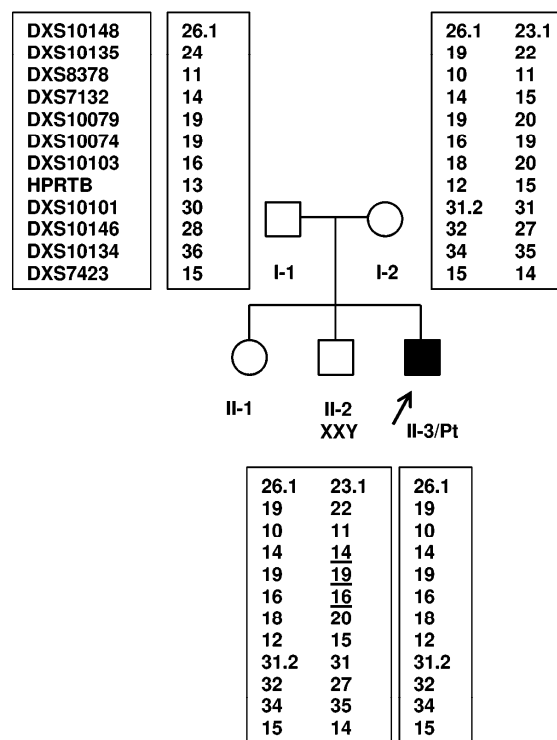 DXS10148 26.1 26.1 23.1
DXS10135 24 19 22
DXS8378 11 10 11
DXS7132 14 14 15
DXS10079 19 19 20
DXS10074 19 16 19
DXS10103 16 18 20
HPRTB 13 12 15
DXS10101 30 31.2 31
DXS10146 28 32 27
DXS10134 36 34 35
DXS7423 15 15 14
I-1 I-2
II-1 II-2 II-3/Pt
XXY
26.1 23.1 26.1
19 22 19
10 11 10
14 14 14
19 19 19
16 16 16
18 20 18
12 15 12
31.2 31 31.2
32 27 32
34 35 34
15 14 15